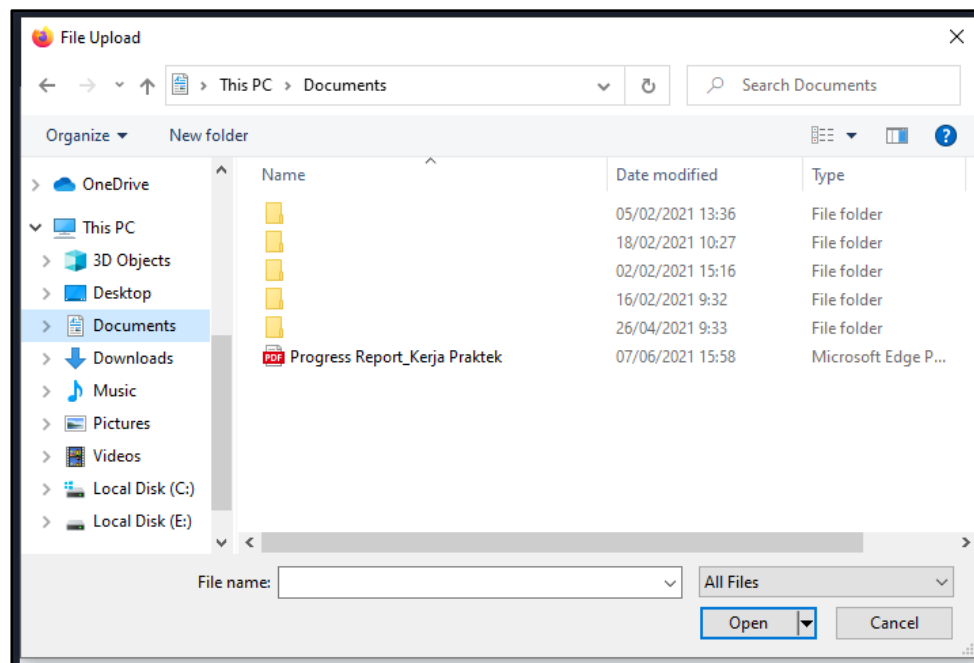 File Upload
This PC > Documents
Search Documents
Organize
New folder
OneDrive
This PC
3D Objects
Desktop
Documents
Downloads
Music
Pictures
Videos
Local Disk (C:)
Local Disk (E:)
Name Date modified Type
05/02/2021 13:36 File folder
18/02/2021 10:27 File folder
02/02/2021 15:16 File folder
16/02/2021 9:32 File folder
26/04/2021 9:33 File folder
PDF Progress Report_Kerja Praktek 07/06/2021 15:58 Microsoft Edge P...
File name:
All Files
Open
Cancel